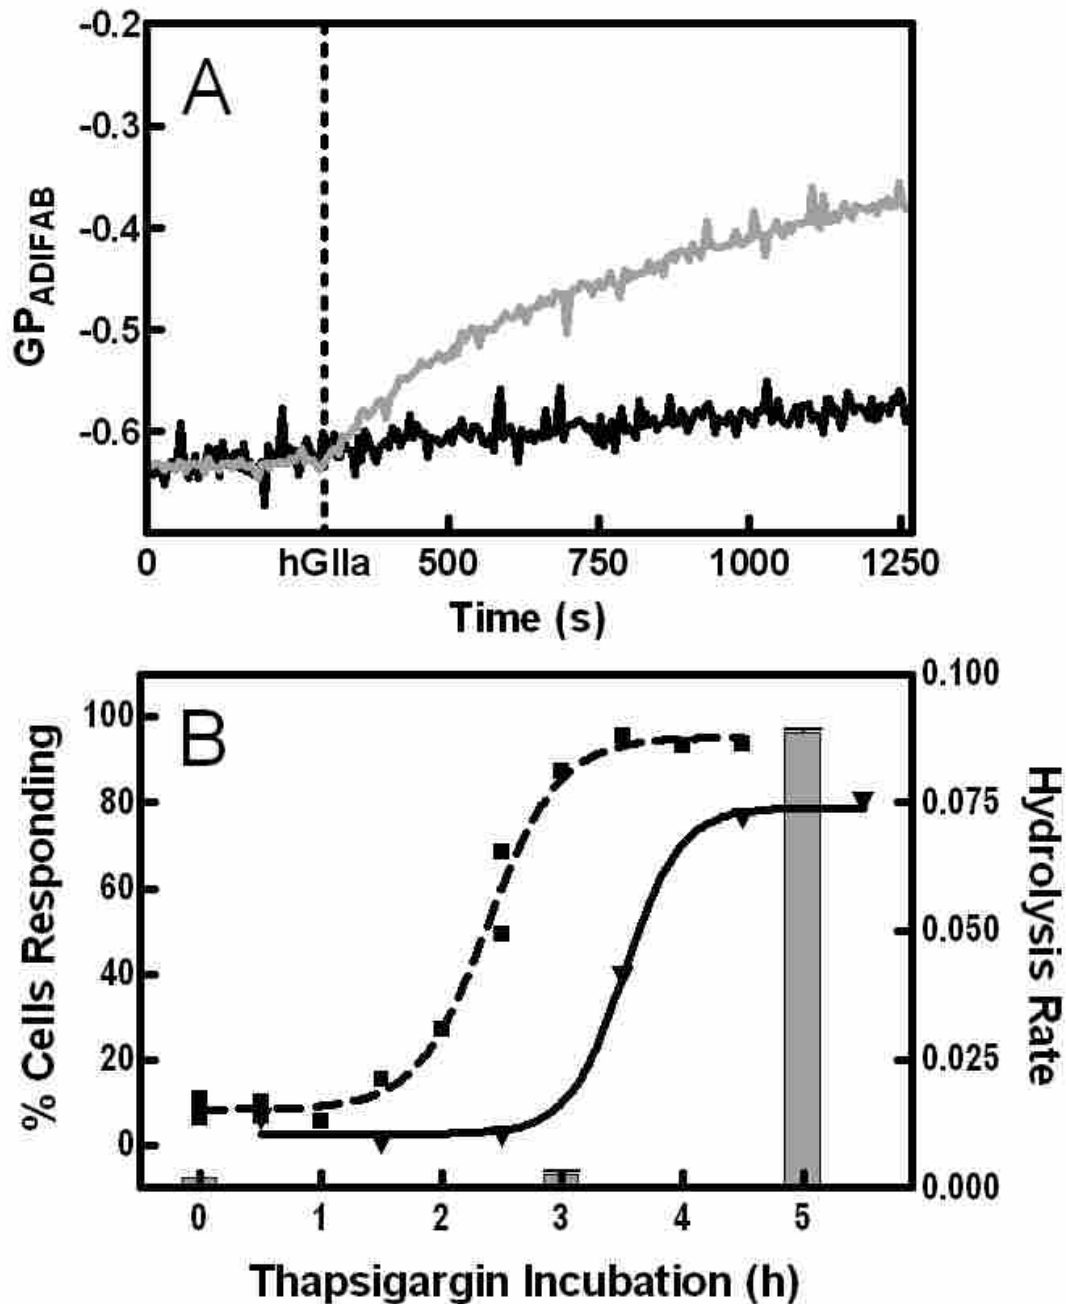 -0.2
A
-0.3
-0.4
GP_ADIFAB
-0.5
-0.6
0 hGIIa 500 750 1000 1250
Time (s)
0.100
B
100
80 0.075
% Cells Responding
60
0.050
Hydrolysis Rate
40
20 0.025
0
0.000
0 1 2 3 4 5
Thapsigargin Incubation (h)